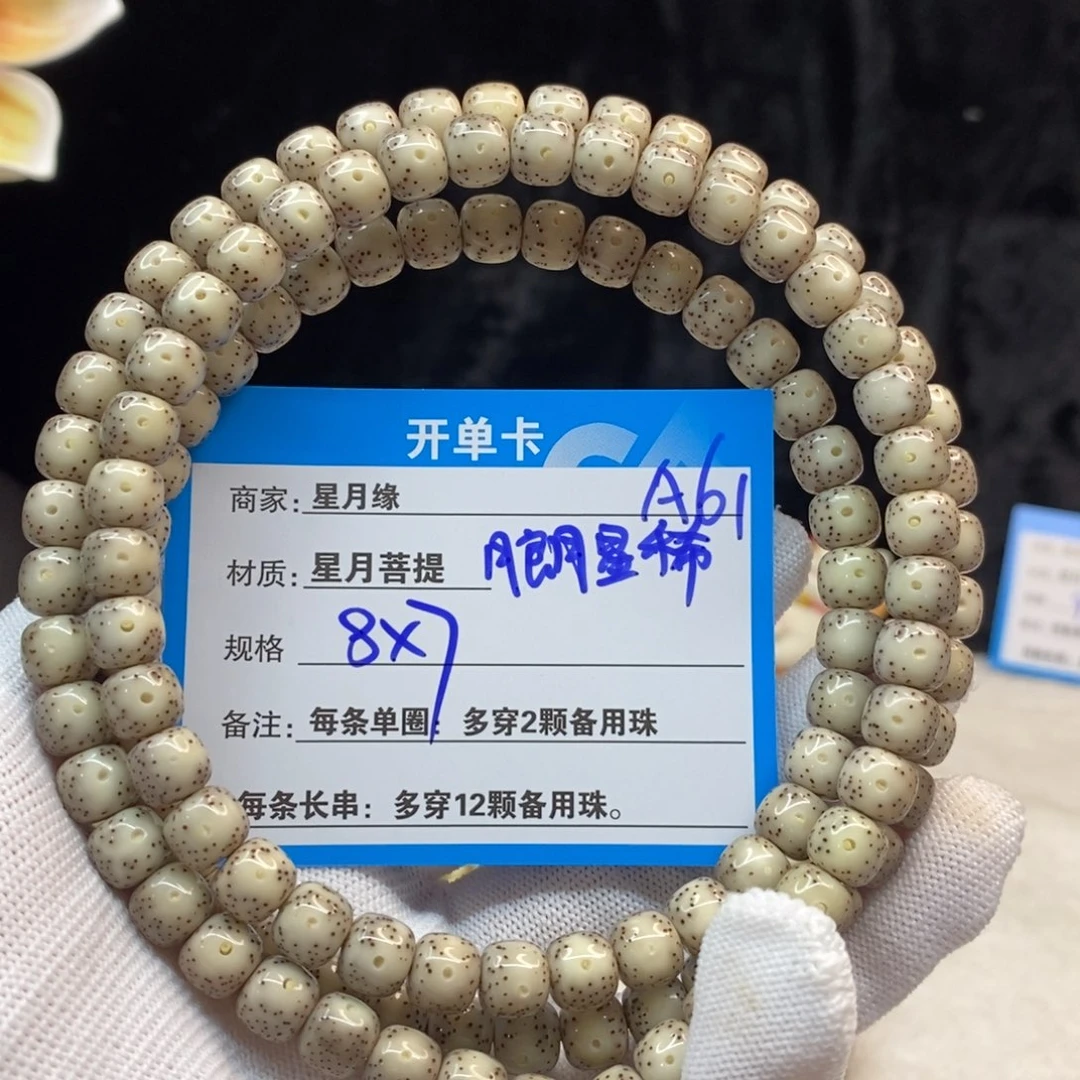 开单卡
商家: 星月缘 A61
材质: 星月菩提 月朗星稀
规格 8x7
备注: 每条单圈: 多穿2颗备用珠
每条长串: 多穿12颗备用珠。